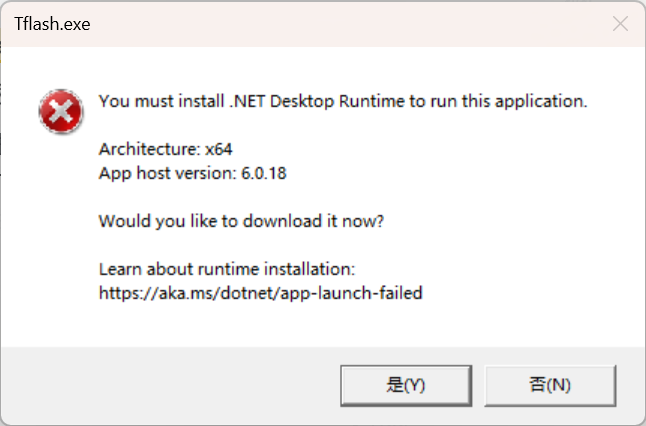 Tflash.exe
You must install .NET Desktop Runtime to run this application.
Architecture: x64
App host version: 6.0.18
Would you like to download it now?
Learn about runtime installation:
https://aka.ms/dotnet/app-launch-failed
是(Y)
否(N)